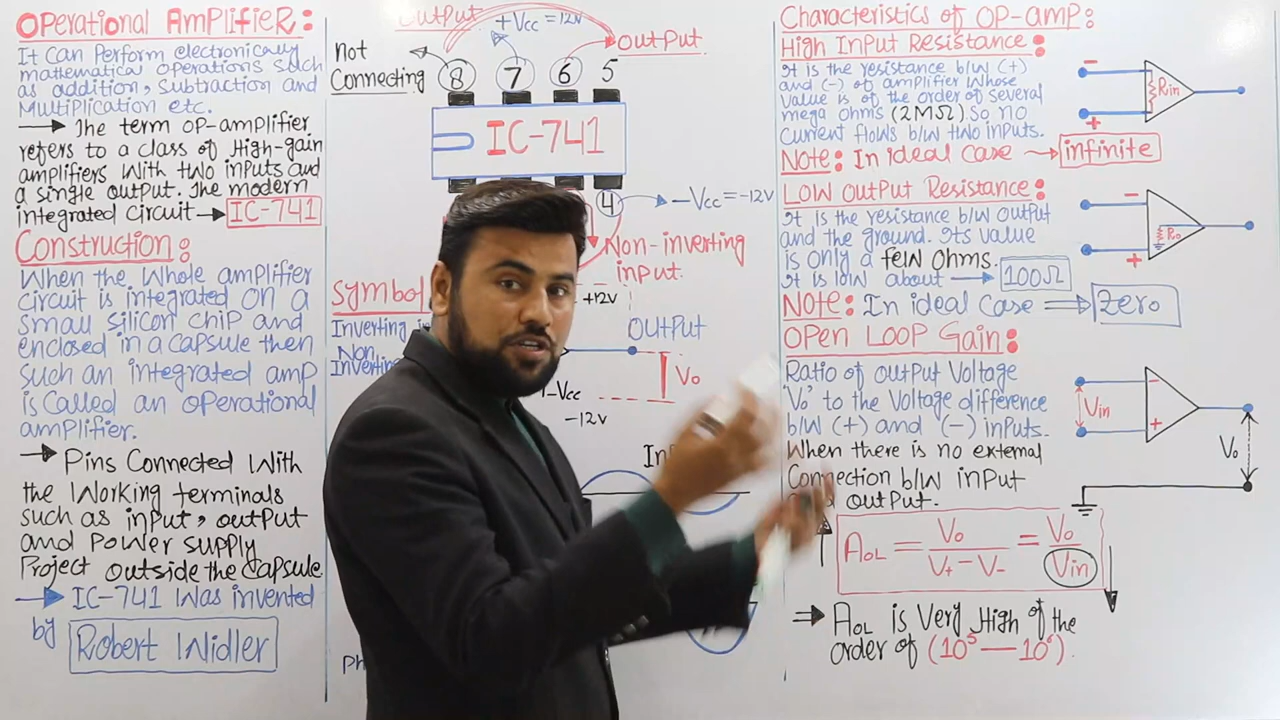 Operational Amplifier:
It can perform electronically
mathematical operations such
as addition, subtraction and
multiplication etc.
→ The term op-amplifier
refers to a class of High-gain
amplifiers with two inputs and
a single output. The modern
integrated circuit → IC-741
Construction:
When the whole amplifier
circuit is integrated on a
small silicon chip and
enclosed in a capsule then
such an integrated amp
is called an operational
amplifier.
→ Pins connected with
the working terminals
such as input, output
and power supply
Project outside the capsule
→ IC-741 was invented
by Robert Widler
Output
+Vcc = 12v
Output
Not
Connecting
8 7 6 5
IC-741
4
-Vcc = -12v
Non-inverting
input.
Symbol
+12v
Inverting
Non
Inverting
Output
Vo
-Vcc
-12v
In
Ph
Characteristics of OP-amp:
High Input Resistance:
It is the resistance b/w (+)
and (-) of amplifier whose
value is of the order of several
mega ohms (2MΩ). So no
current flows b/w two inputs.
Note: In ideal case → infinite
- + Rin
Low Output Resistance:
It is the resistance b/w output
and the ground. Its value
is only a few ohms.
It is low about → 100Ω
Note: In ideal case ⇒ Zero
- + Ro
Open Loop Gain:
Ratio of output voltage
'Vo' to the voltage difference
b/w (+) and (-) inputs.
When there is no external
connection b/w input
output.
Vin - + Vo
AOL = Vo / V+ - V- = Vo / Vin
⇒ AOL is very high of the
order of (10⁵ — 10⁶).